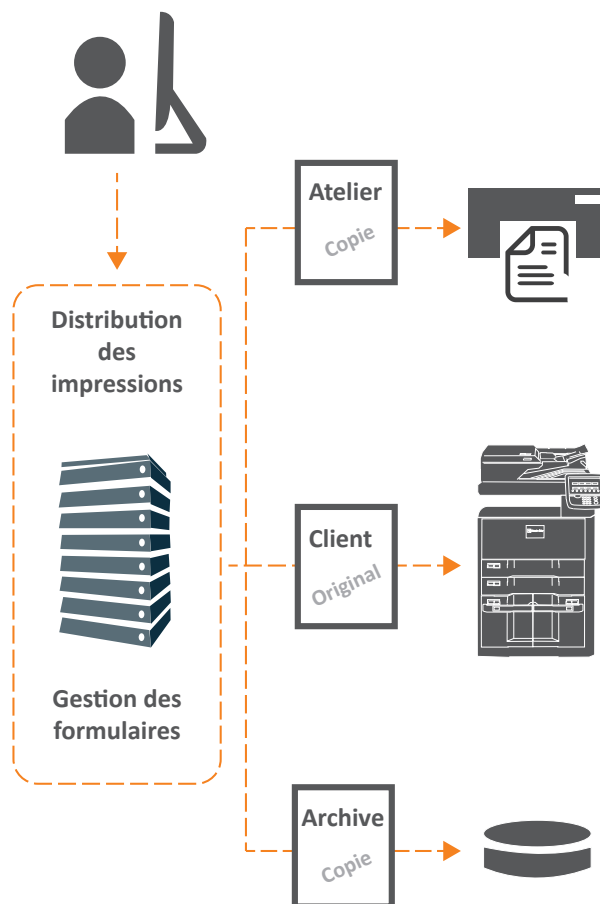 Atelier
Copie
Distribution
des
impressions
Client
Original
Gestion des
formulaires
Archive
Copie